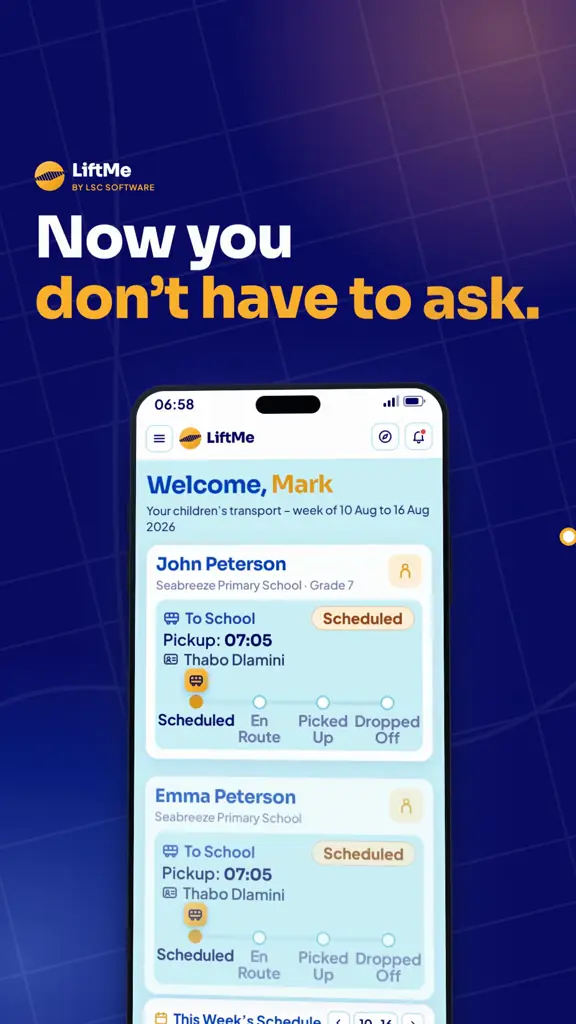 LiftMe
BY LSC SOFTWARE
Now you
don't have to ask.
06:58
LiftMe
Welcome, Mark
Your children's transport – week of 10 Aug to 16 Aug
2026
John Peterson
Seabreeze Primary School · Grade 7
To School
Scheduled
Pickup: 07:05
Thabo Dlamini
Scheduled
En Route
Picked Up
Dropped Off
Emma Peterson
Seabreeze Primary School
To School
Scheduled
Pickup: 07:05
Thabo Dlamini
Scheduled
En Route
Picked Up
Dropped Off
This Week's Schedule
10–16